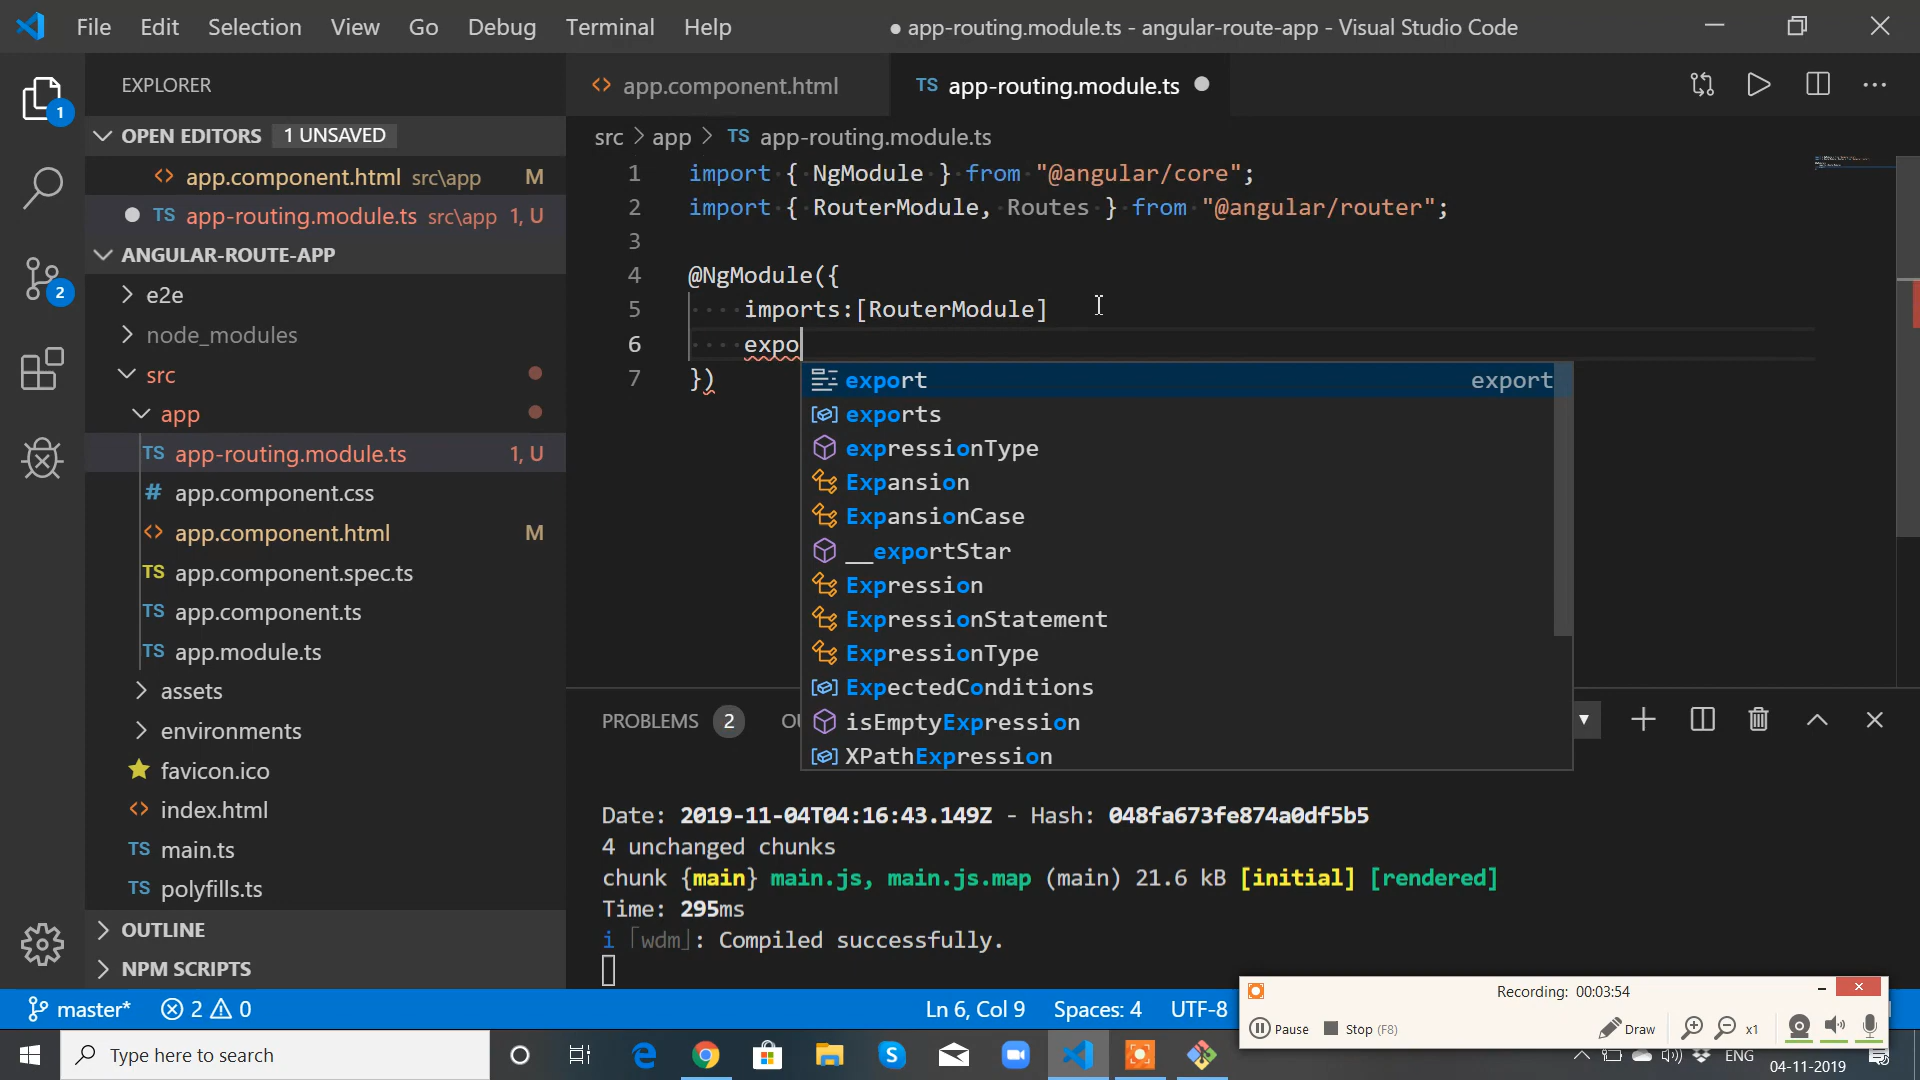 File Edit Selection View Go Debug Terminal Help
● app-routing.module.ts - angular-route-app - Visual Studio Code
EXPLORER
OPEN EDITORS 1 UNSAVED
app.component.html src\app M
TS app-routing.module.ts src\app 1, U
ANGULAR-ROUTE-APP
e2e
node_modules
src
app
TS app-routing.module.ts 1, U
# app.component.css
<> app.component.html M
TS app.component.spec.ts
TS app.component.ts
TS app.module.ts
assets
environments
favicon.ico
<> index.html
TS main.ts
TS polyfills.ts
OUTLINE
NPM SCRIPTS
1
2
<> app.component.html
TS app-routing.module.ts ●
src > app > TS app-routing.module.ts
1 import { NgModule } from "@angular/core";
2 import { RouterModule, Routes } from "@angular/router";
3
4 @NgModule({
5 imports:[RouterModule]
6 expo
7 })
export export
exports
expressionType
Expansion
ExpansionCase
__exportStar
Expression
ExpressionStatement
ExpressionType
ExpectedConditions
isEmptyExpression
XPathExpression
PROBLEMS 2 OU
Date: 2019-11-04T04:16:43.149Z - Hash: 048fa673fe874a0df5b5
4 unchanged chunks
chunk {main} main.js, main.js.map (main) 21.6 kB [initial] [rendered]
Time: 295ms
i ｢wdm｣: Compiled successfully.
master* 2 0 Ln 6, Col 9 Spaces: 4 UTF-8
Recording: 00:03:54
Pause Stop (F8) Draw x1
Type here to search
ENG
04-11-2019